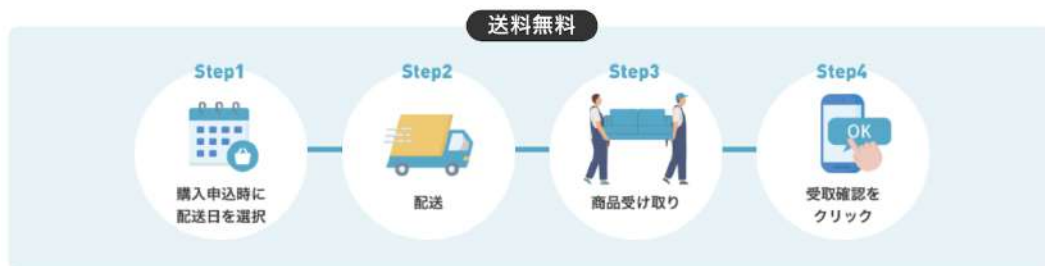 送料無料
Step1
購入申込時に
配送日を選択
Step2
配送
Step3
商品受け取り
Step4
OK
受取確認を
クリック